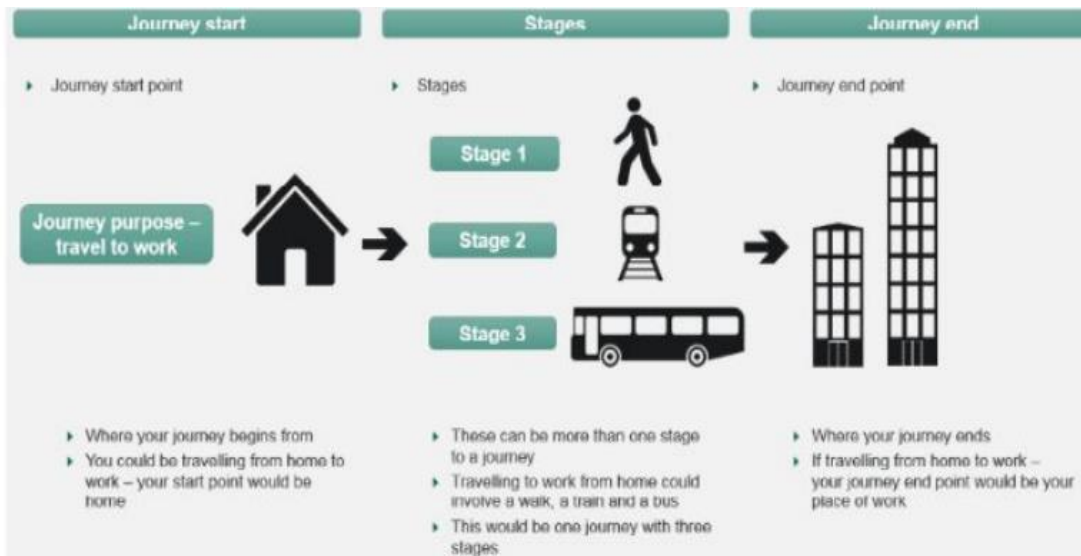 Journey start
Stages
Journey end
Journey start point
Stages
Journey end point
Journey purpose –
travel to work
Stage 1
Stage 2
Stage 3
Where your journey begins from
You could be travelling from home to
work – your start point would be
home
These can be more than one stage
to a journey
Travelling to work from home could
involve a walk, a train and a bus
This would be one journey with three
stages
Where your journey ends
If travelling from home to work –
your journey end point would be your
place of work